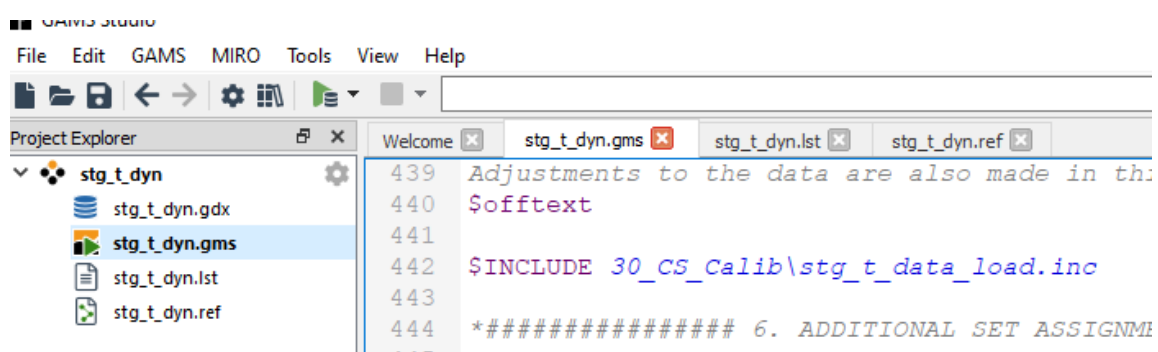 GAMS Studio
File Edit GAMS MIRO Tools View Help
Project Explorer
stg_t_dyn
stg_t_dyn.gdx
stg_t_dyn.gms
stg_t_dyn.lst
stg_t_dyn.ref
Welcome stg_t_dyn.gms stg_t_dyn.lst stg_t_dyn.ref
439 Adjustments to the data are also made in thi
440 $offtext
441
442 $INCLUDE 30_CS_Calib\stg_t_data_load.inc
443
444 *################ 6. ADDITIONAL SET ASSIGNME